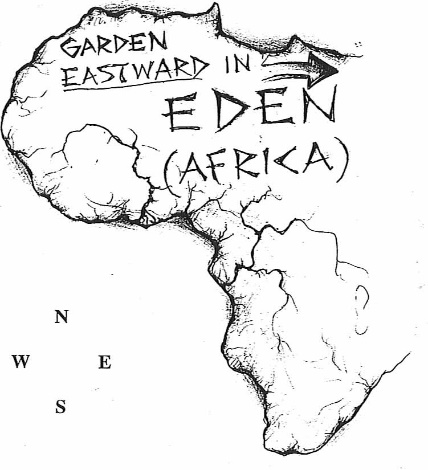 GARDEN
EASTWARD IN
EDEN
(AFRICA)
N
W E
S